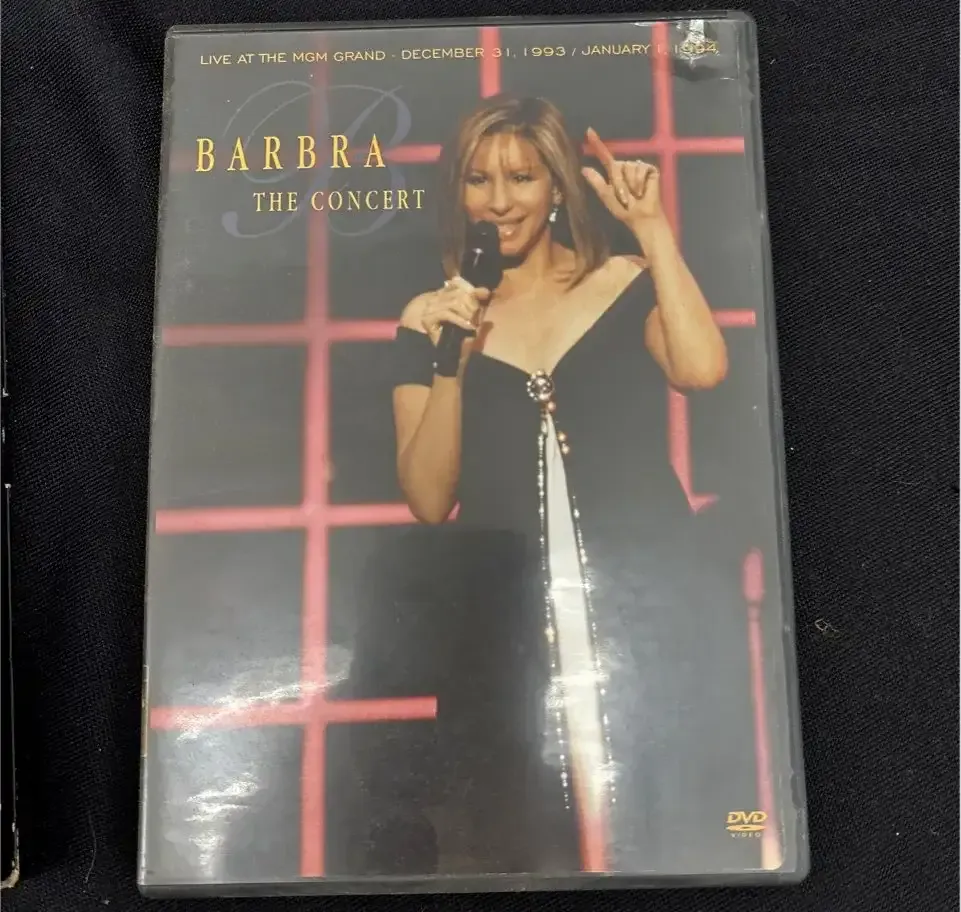 LIVE AT THE MGM GRAND - DECEMBER 31, 1993 / JANUARY 1, 1994
B
BARBRA
THE CONCERT
DVD
VIDEO